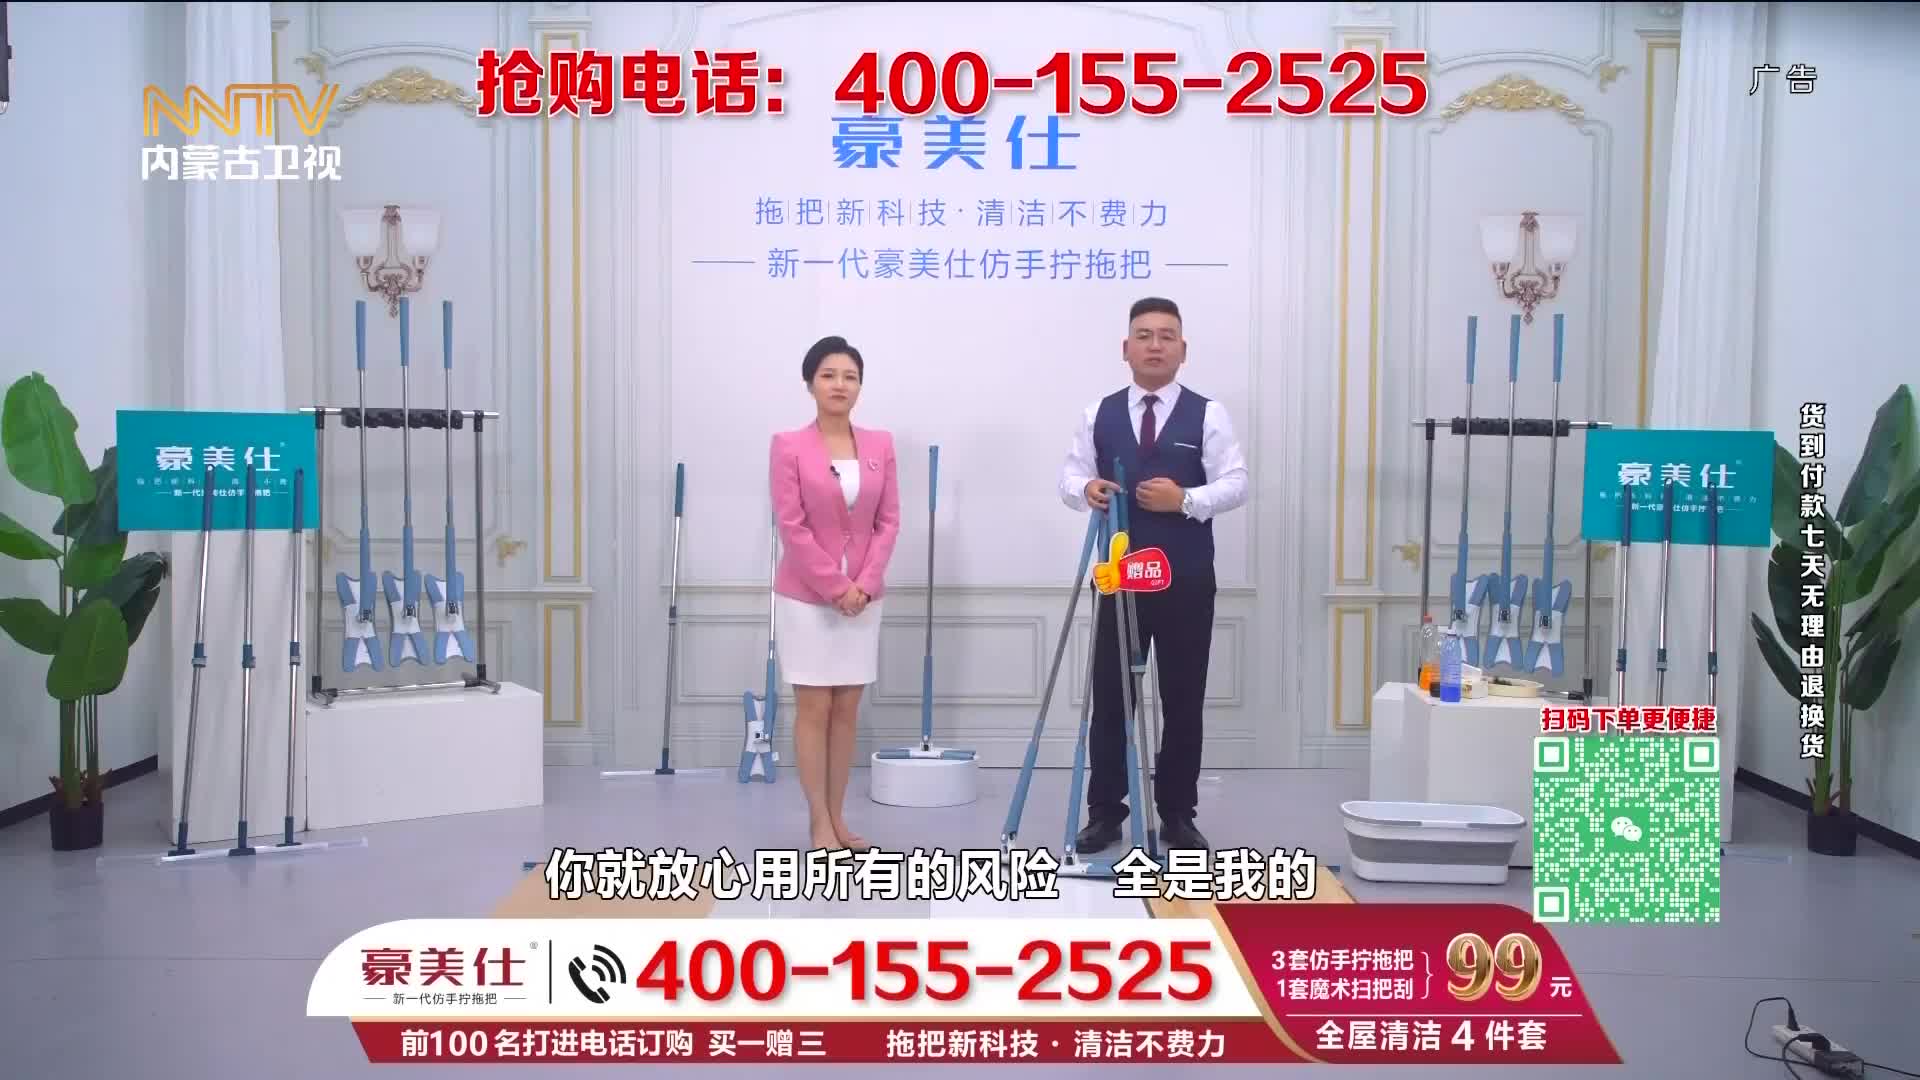 抢购电话：400-155-2525
广告
NNTV
内蒙古卫视
豪美仕
拖把新科技·清洁不费力
新一代豪美仕仿手拧拖把
豪美仕
豪美仕
货到付款七天无理由退换货
赠品
GIFT
扫码下单更便捷
你就放心用所有的风险 全是我的
豪美仕®
新一代仿手拧拖把
400-155-2525
3套仿手拧拖把
1套魔术扫把刮
99元
前100名打进电话订购 买一赠三
拖把新科技·清洁不费力
全屋清洁4件套